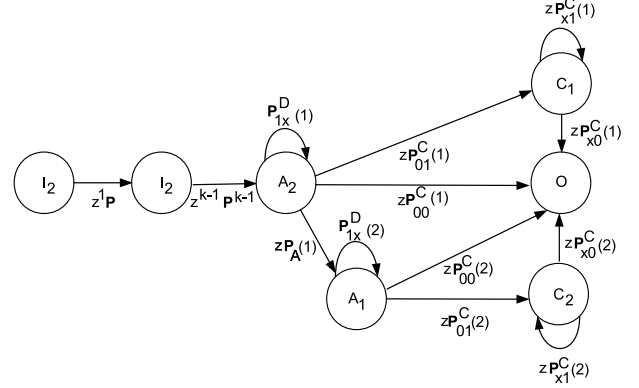 zP^C_x1(1)
C_1
P^D_1x(1)
zP^C_x0(1)
zP^C_01(1)
I_2
I_2
A_2
O
z^1P
z^k-1P^k-1
zP^C_00(1)
P^D_1x(2)
zP_A(1)
zP^C_x0(2)
zP^C_00(2)
A_1
C_2
zP^C_01(2)
zP^C_x1(2)